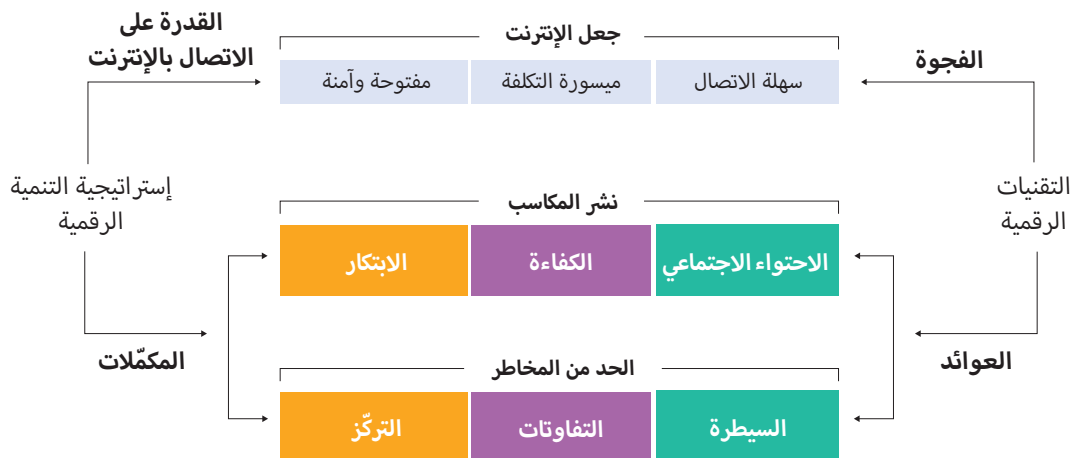 القدرة على
الاتصال بالإنترنت
جعل الإنترنت
الفجوة
سهلة الاتصال
ميسورة التكلفة
مفتوحة وآمنة
التقنيات
الرقمية
إستراتيجية التنمية
الرقمية
نشر المكاسب
الاحتواء الاجتماعي
الكفاءة
الابتكار
العوائد
المكمّلات
الحد من المخاطر
السيطرة
التفاوتات
التركّز